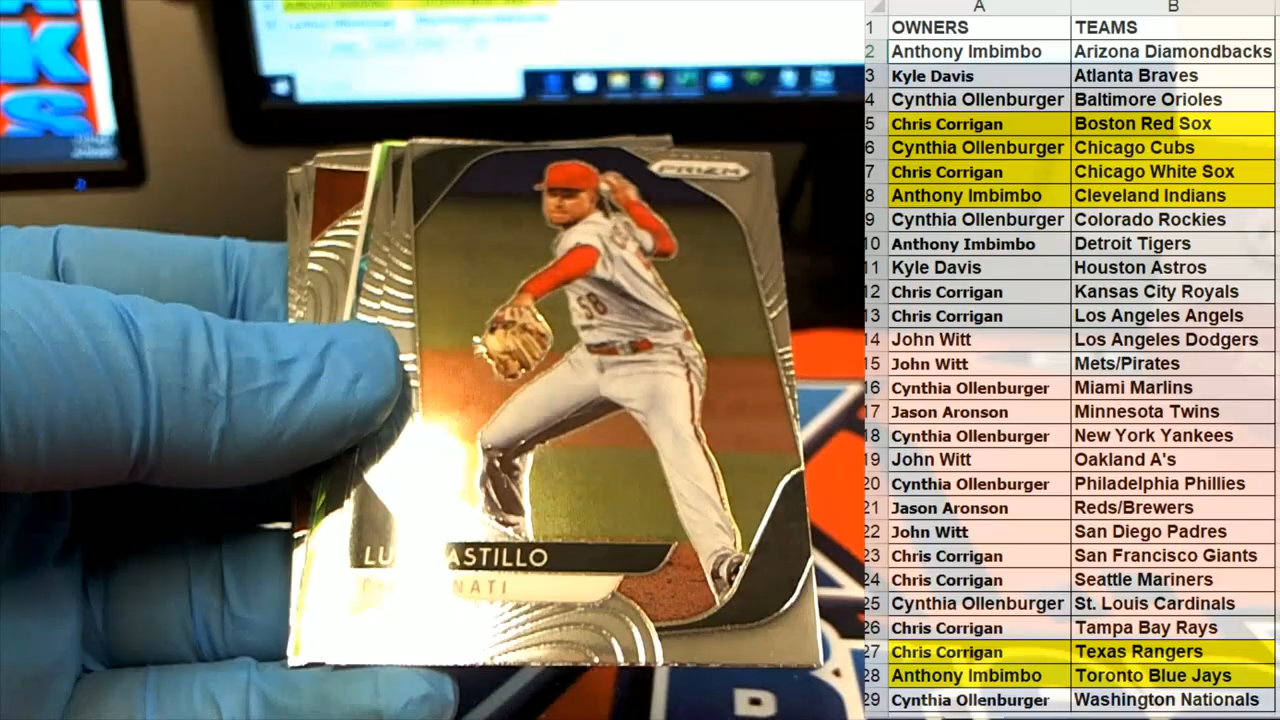 K
S
PRIZM
58
LU ASTILLO
NATI
D
A B
1 OWNERS TEAMS
2 Anthony Imbimbo Arizona Diamondbacks
3 Kyle Davis Atlanta Braves
4 Cynthia Ollenburger Baltimore Orioles
5 Chris Corrigan Boston Red Sox
6 Cynthia Ollenburger Chicago Cubs
7 Chris Corrigan Chicago White Sox
8 Anthony Imbimbo Cleveland Indians
9 Cynthia Ollenburger Colorado Rockies
10 Anthony Imbimbo Detroit Tigers
11 Kyle Davis Houston Astros
12 Chris Corrigan Kansas City Royals
13 Chris Corrigan Los Angeles Angels
14 John Witt Los Angeles Dodgers
15 John Witt Mets/Pirates
16 Cynthia Ollenburger Miami Marlins
17 Jason Aronson Minnesota Twins
18 Cynthia Ollenburger New York Yankees
19 John Witt Oakland A's
20 Cynthia Ollenburger Philadelphia Phillies
21 Jason Aronson Reds/Brewers
22 John Witt San Diego Padres
23 Chris Corrigan San Francisco Giants
24 Chris Corrigan Seattle Mariners
25 Cynthia Ollenburger St. Louis Cardinals
26 Chris Corrigan Tampa Bay Rays
27 Chris Corrigan Texas Rangers
28 Anthony Imbimbo Toronto Blue Jays
29 Cynthia Ollenburger Washington Nationals